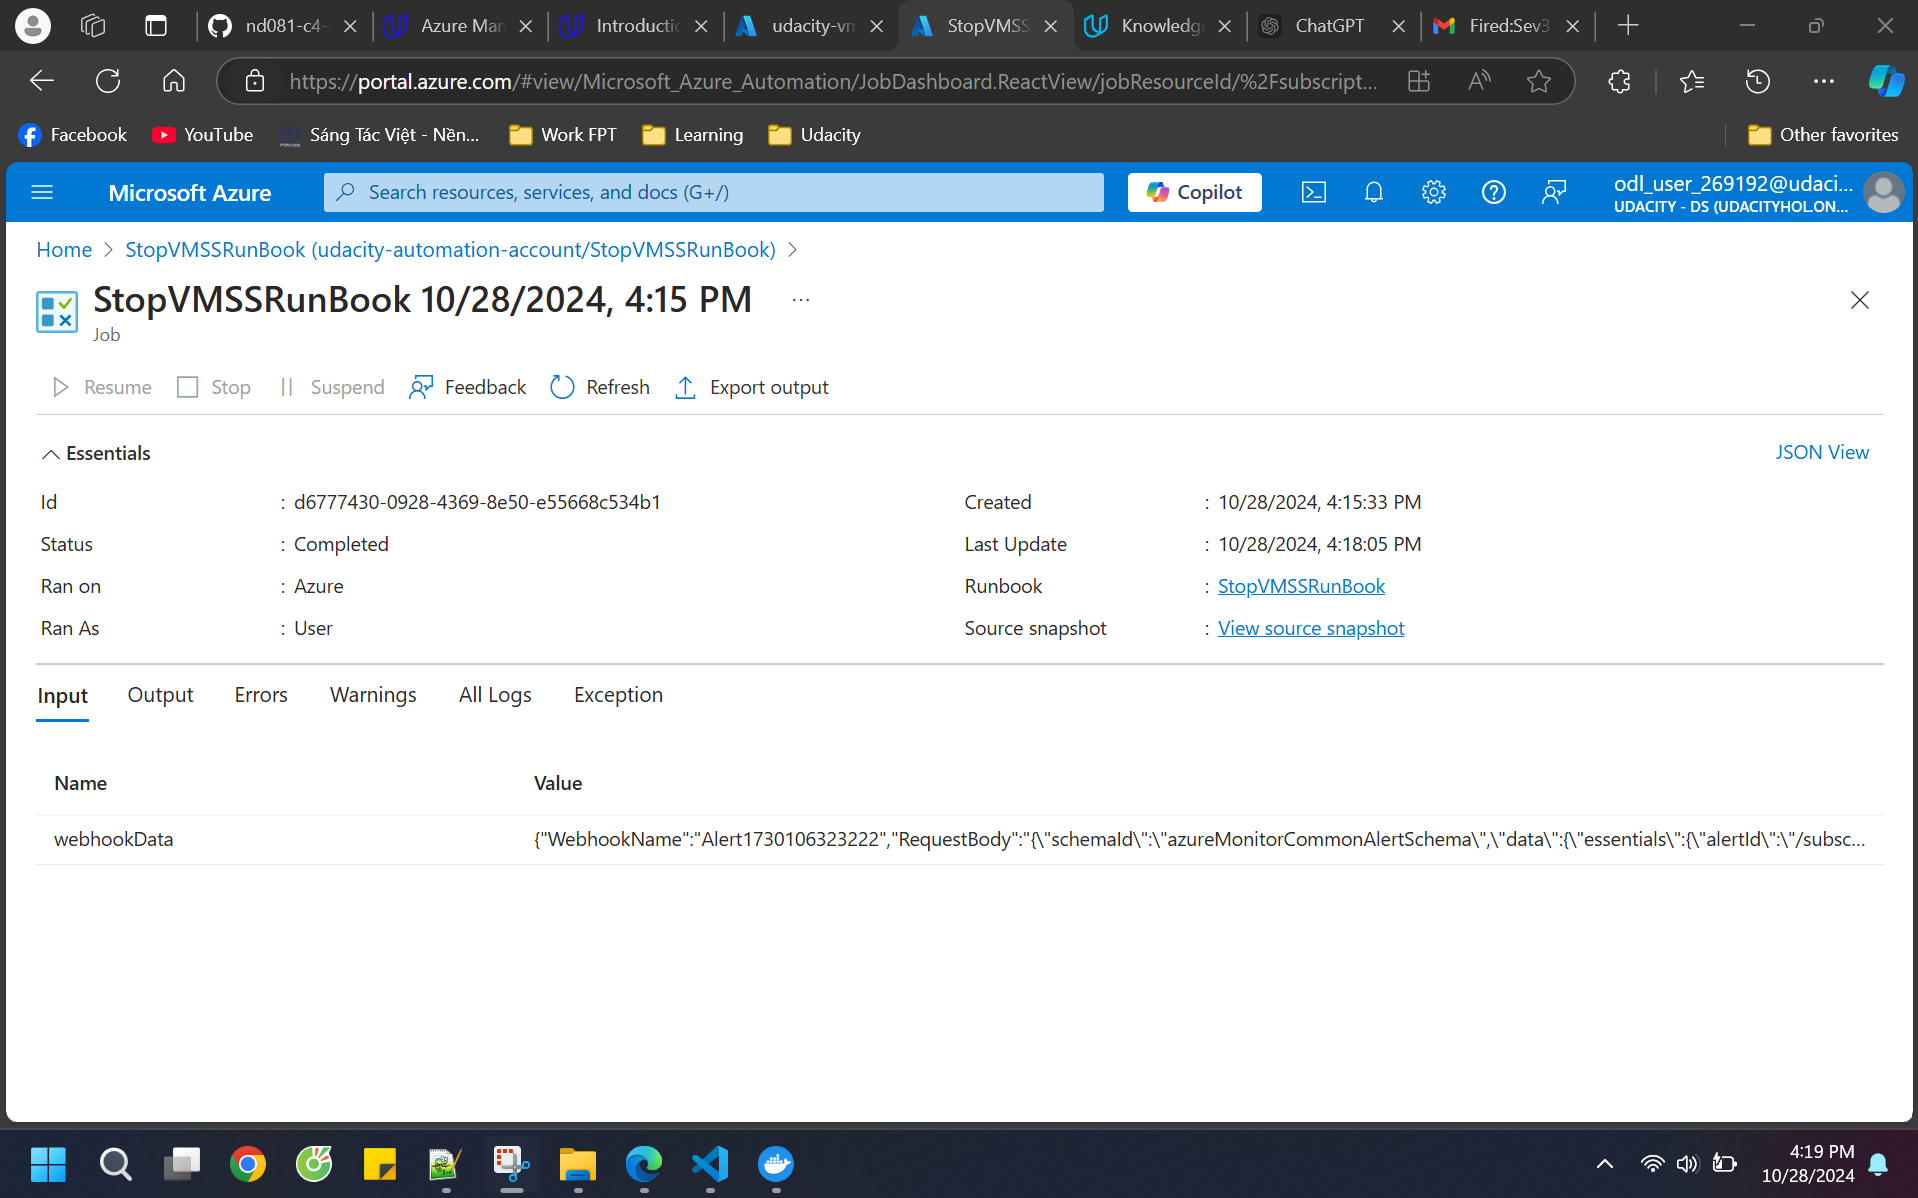 nd081-c4-
Azure Man
Introductic
udacity-vm
StopVMSS
Knowledge
ChatGPT
Fired:Sev3
https://portal.azure.com/#view/Microsoft_Azure_Automation/JobDashboard.ReactView/jobResourceId/%2Fsubscript...
Facebook
YouTube
Sáng Tác Việt - Nền...
Work FPT
Learning
Udacity
Other favorites
Microsoft Azure
Search resources, services, and docs (G+/)
Copilot
odl_user_269192@udaci...
UDACITY - DS (UDACITYHOL.ON...
Home > StopVMSSRunBook (udacity-automation-account/StopVMSSRunBook) >
StopVMSSRunBook 10/28/2024, 4:15 PM ...
Job
Resume
Stop
Suspend
Feedback
Refresh
Export output
Essentials
JSON View
Id : d6777430-0928-4369-8e50-e55668c534b1
Created : 10/28/2024, 4:15:33 PM
Status : Completed
Last Update : 10/28/2024, 4:18:05 PM
Ran on : Azure
Runbook : StopVMSSRunBook
Ran As : User
Source snapshot : View source snapshot
Input
Output
Errors
Warnings
All Logs
Exception
Name
Value
webhookData
{"WebhookName":"Alert1730106323222","RequestBody":"{\"schemaId\":\"azureMonitorCommonAlertSchema\",\"data\":{\"essentials\":{\"alertId\":\"/subsc...
4:19 PM
10/28/2024